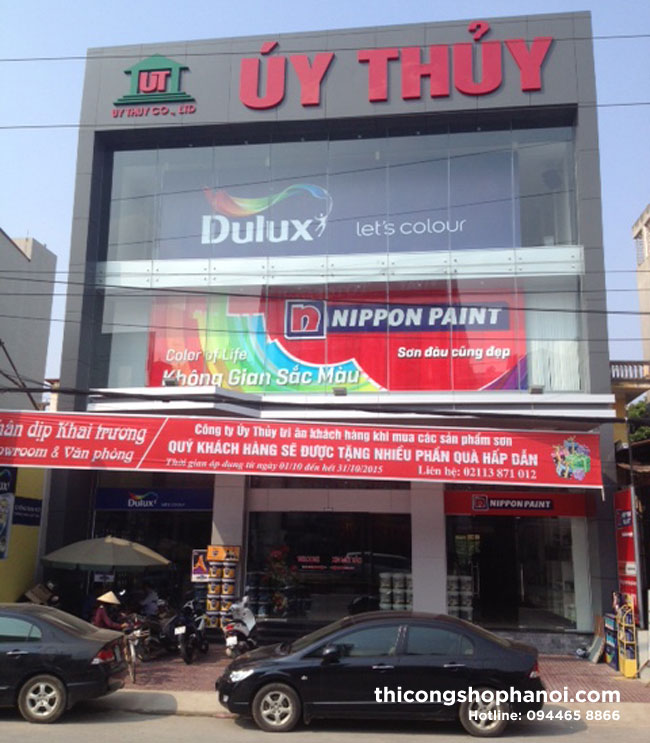 ÚY THỦY
UT
UY THUY CO., LTD
Dulux let's colour
n NIPPON PAINT
Color of Life
Sơn đâu cũng đẹp
Không Gian Sắc Màu
hân dịp Khai trương
owroom & Văn phòng
Công ty Úy Thủy tri ân khách hàng khi mua các sản phẩm sơn
QUÝ KHÁCH HÀNG SẼ ĐƯỢC TẶNG NHIỀU PHẦN QUÀ HẤP DẪN
Thời gian áp dụng từ ngày 01/10 đến hết 31/10/2015
Liên hệ: 02113 871 012
Dulux
n NIPPON PAINT
thicongshophanoi.com
Hotline: 094465 8866